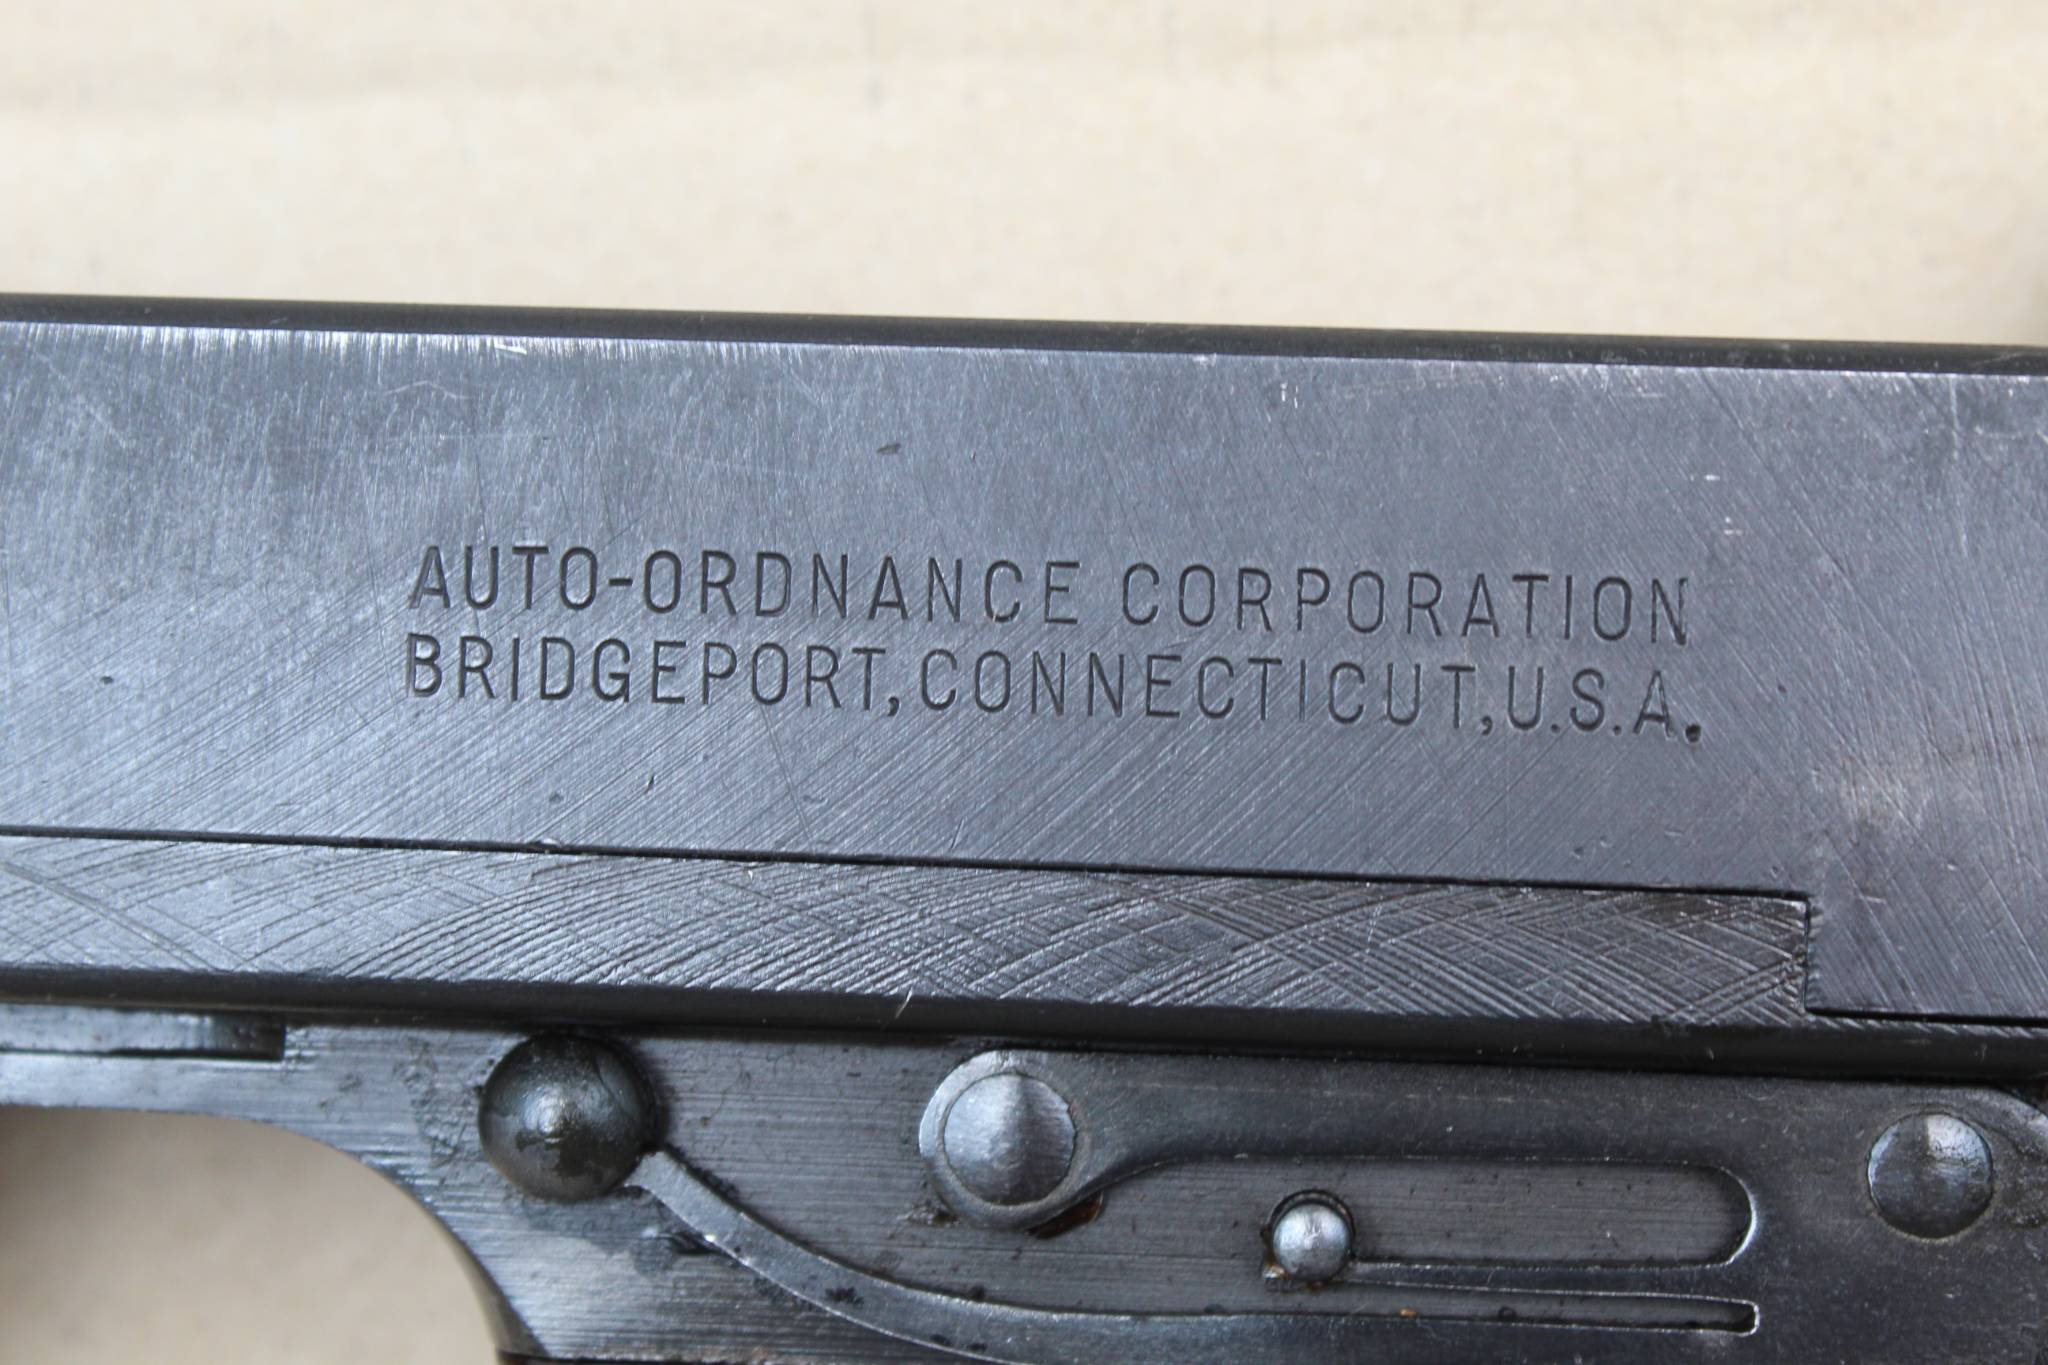 AUTO-ORDNANCE CORPORATION
BRIDGEPORT, CONNECTICUT, U.S.A.